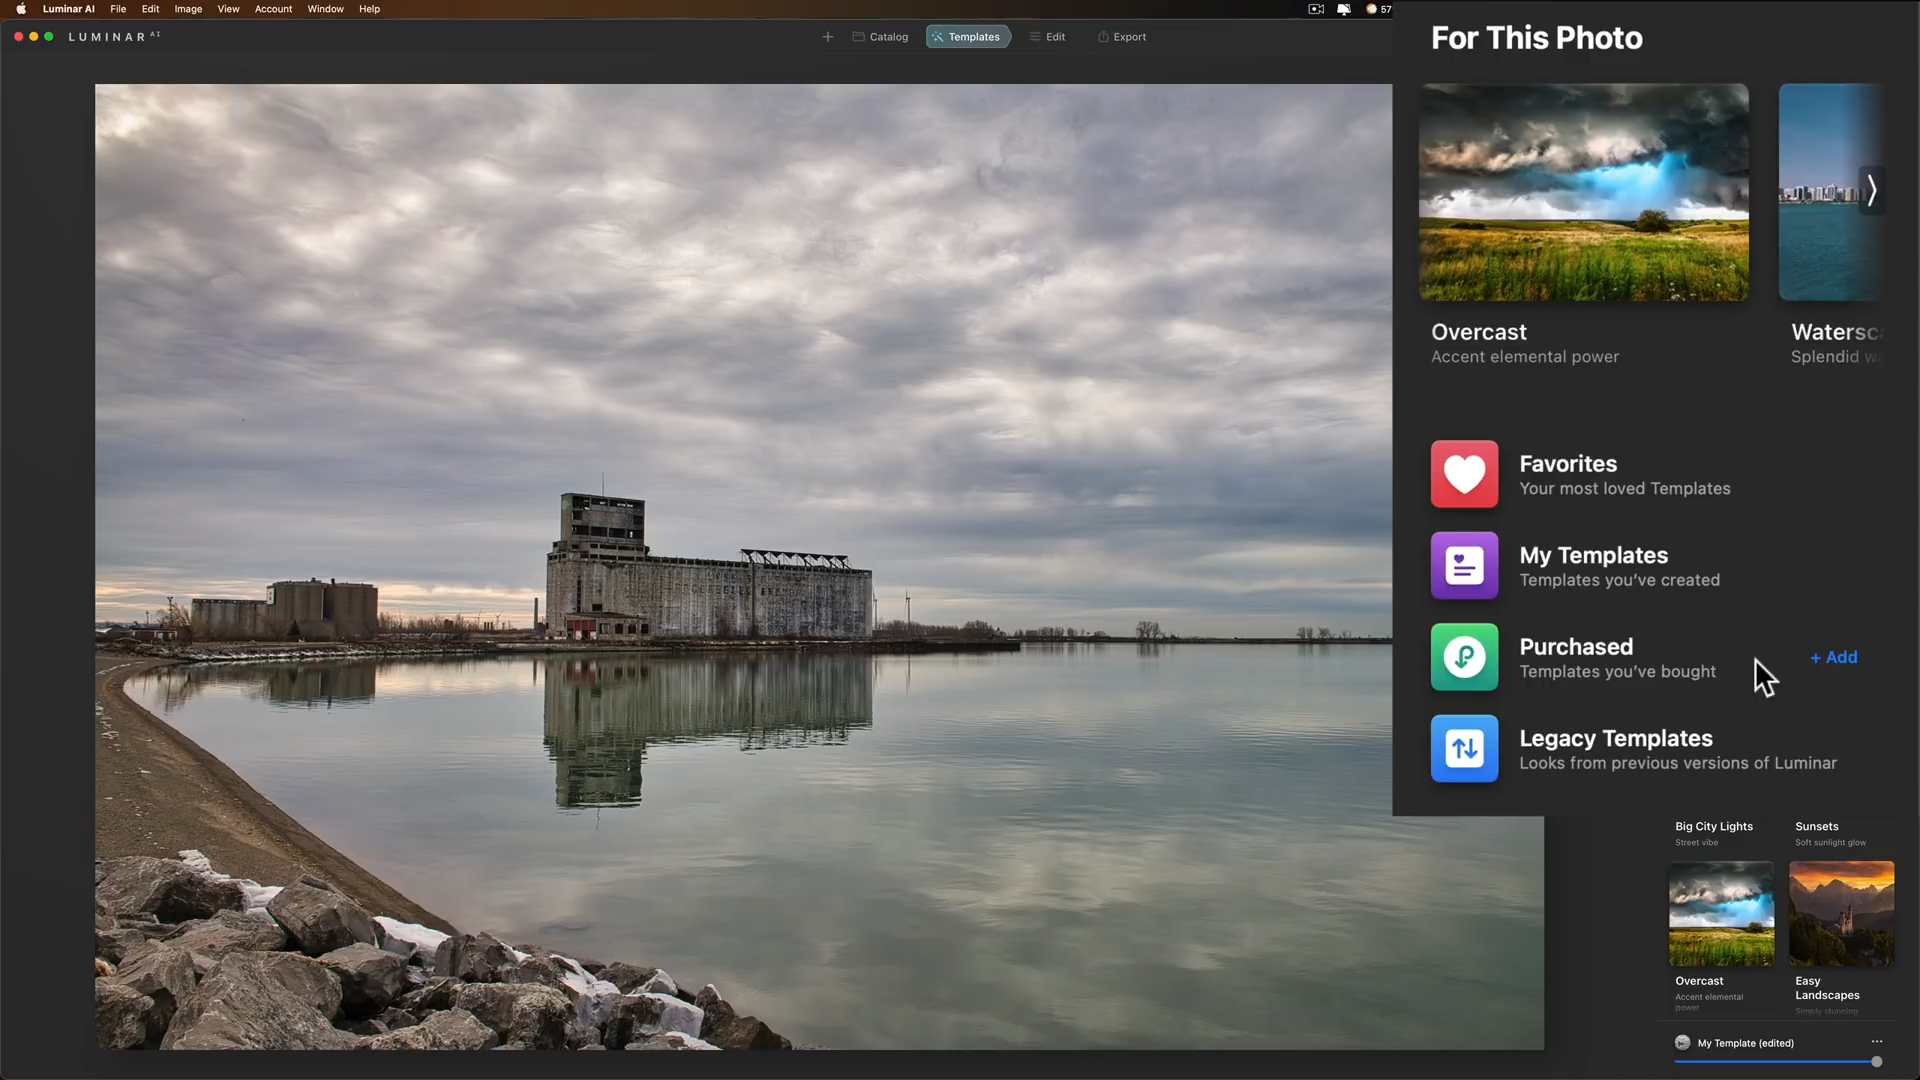 Luminar AI File Edit Image View Account Window Help
57
LUMINAR AI
Catalog Templates Edit Export
For This Photo
Overcast
Accent elemental power
Splendid
Favorites
Your most loved Templates
My Templates
Templates you've created
Purchased
Templates you've bought
+ Add
Legacy Templates
Looks from previous versions of Luminar
Big City Lights
Street vibe
Sunsets
Soft sunlight glow
Overcast
Accent elemental
power
Easy
Landscapes
Simply stunning
My Template (edited)